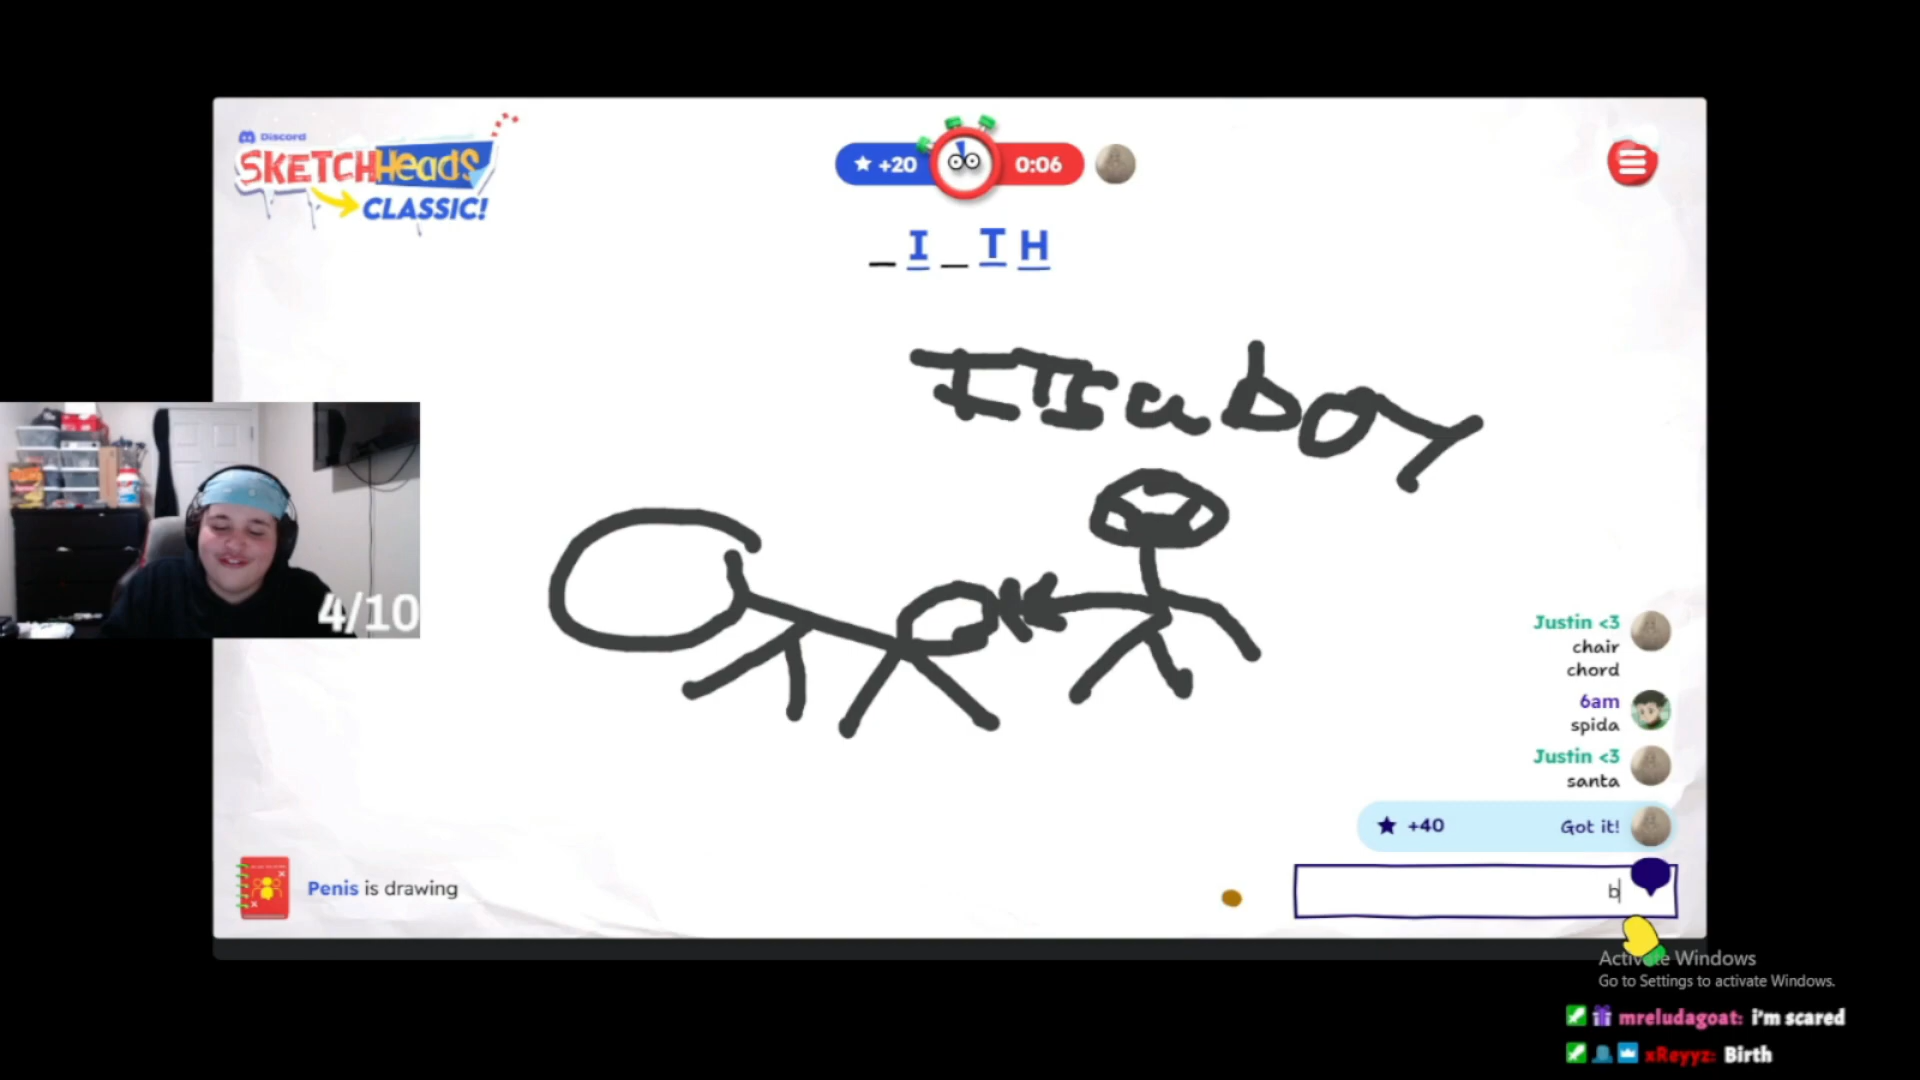 Discord
SKETCHHeadS
CLASSIC!
+20
0:06
_ I _ T H
ITS a boy
4/10
Justin <3
chair
chord
6am
spida
Justin <3
santa
+40
Got it!
b
Penis is drawing
Activate Windows
Go to Settings to activate Windows.
mreludagoat: i'm scared
xReyyz: Birth